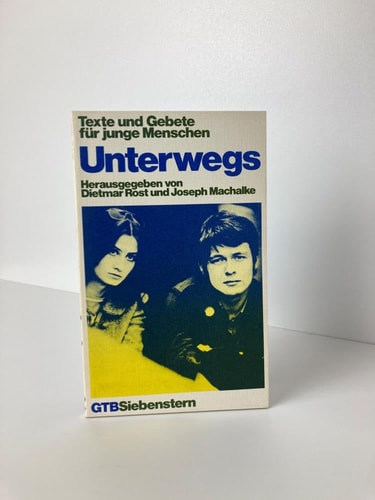 Texte und Gebete
für junge Menschen
Unterwegs
Herausgegeben von
Dietmar Rost und Joseph Machalke
GTBSiebenstern